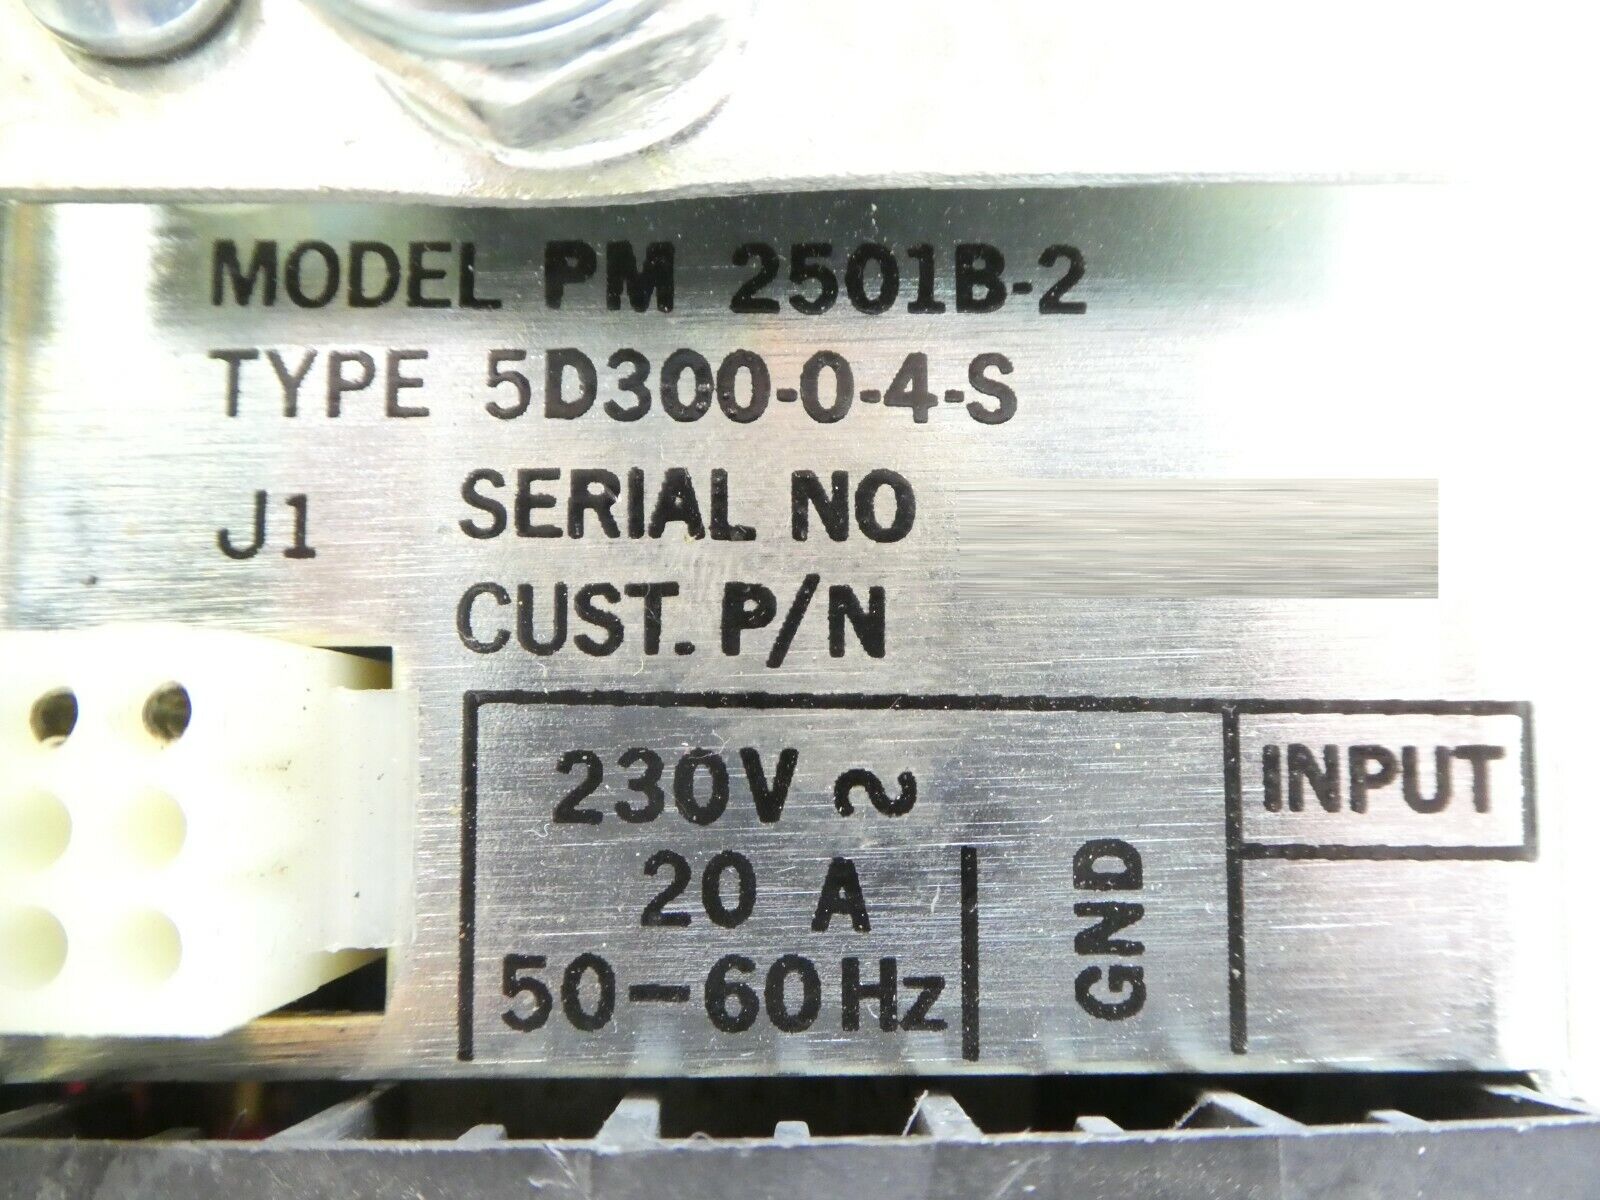 MODEL PM 2501B-2
TYPE 5D300-0-4-S
J1 SERIAL NO
CUST. P/N
230V ~ INPUT
20 A
50-60Hz GND